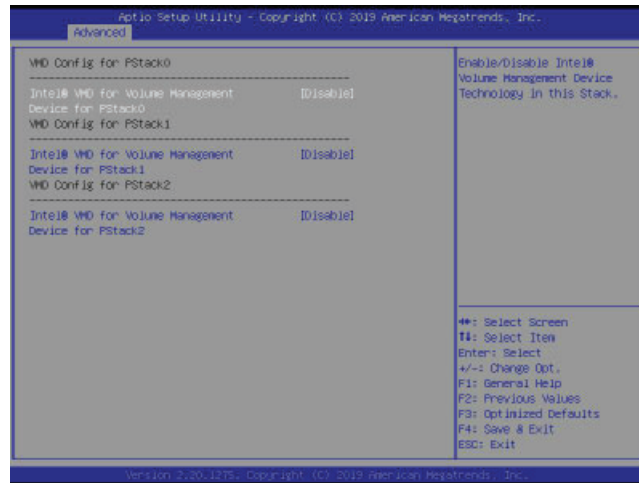 Aptio Setup Utility - Copyright (C) 2019 American Megatrends, Inc.
Advanced
VMD Config for PStack0
Intel® VMD for Volume Management [Disable]
Device for PStack0
VMD Config for PStack1
Intel® VMD for Volume Management [Disable]
Device for PStack1
VMD Config for PStack2
Intel® VMD for Volume Management [Disable]
Device for PStack2
Enable/Disable Intel®
Volume Management Device
Technology in this Stack.
→←: Select Screen
↑↓: Select Item
Enter: Select
+/-: Change Opt.
F1: General Help
F2: Previous Values
F3: Optimized Defaults
F4: Save & Exit
ESC: Exit
Version 2.20.1275. Copyright (C) 2019 American Megatrends, Inc.